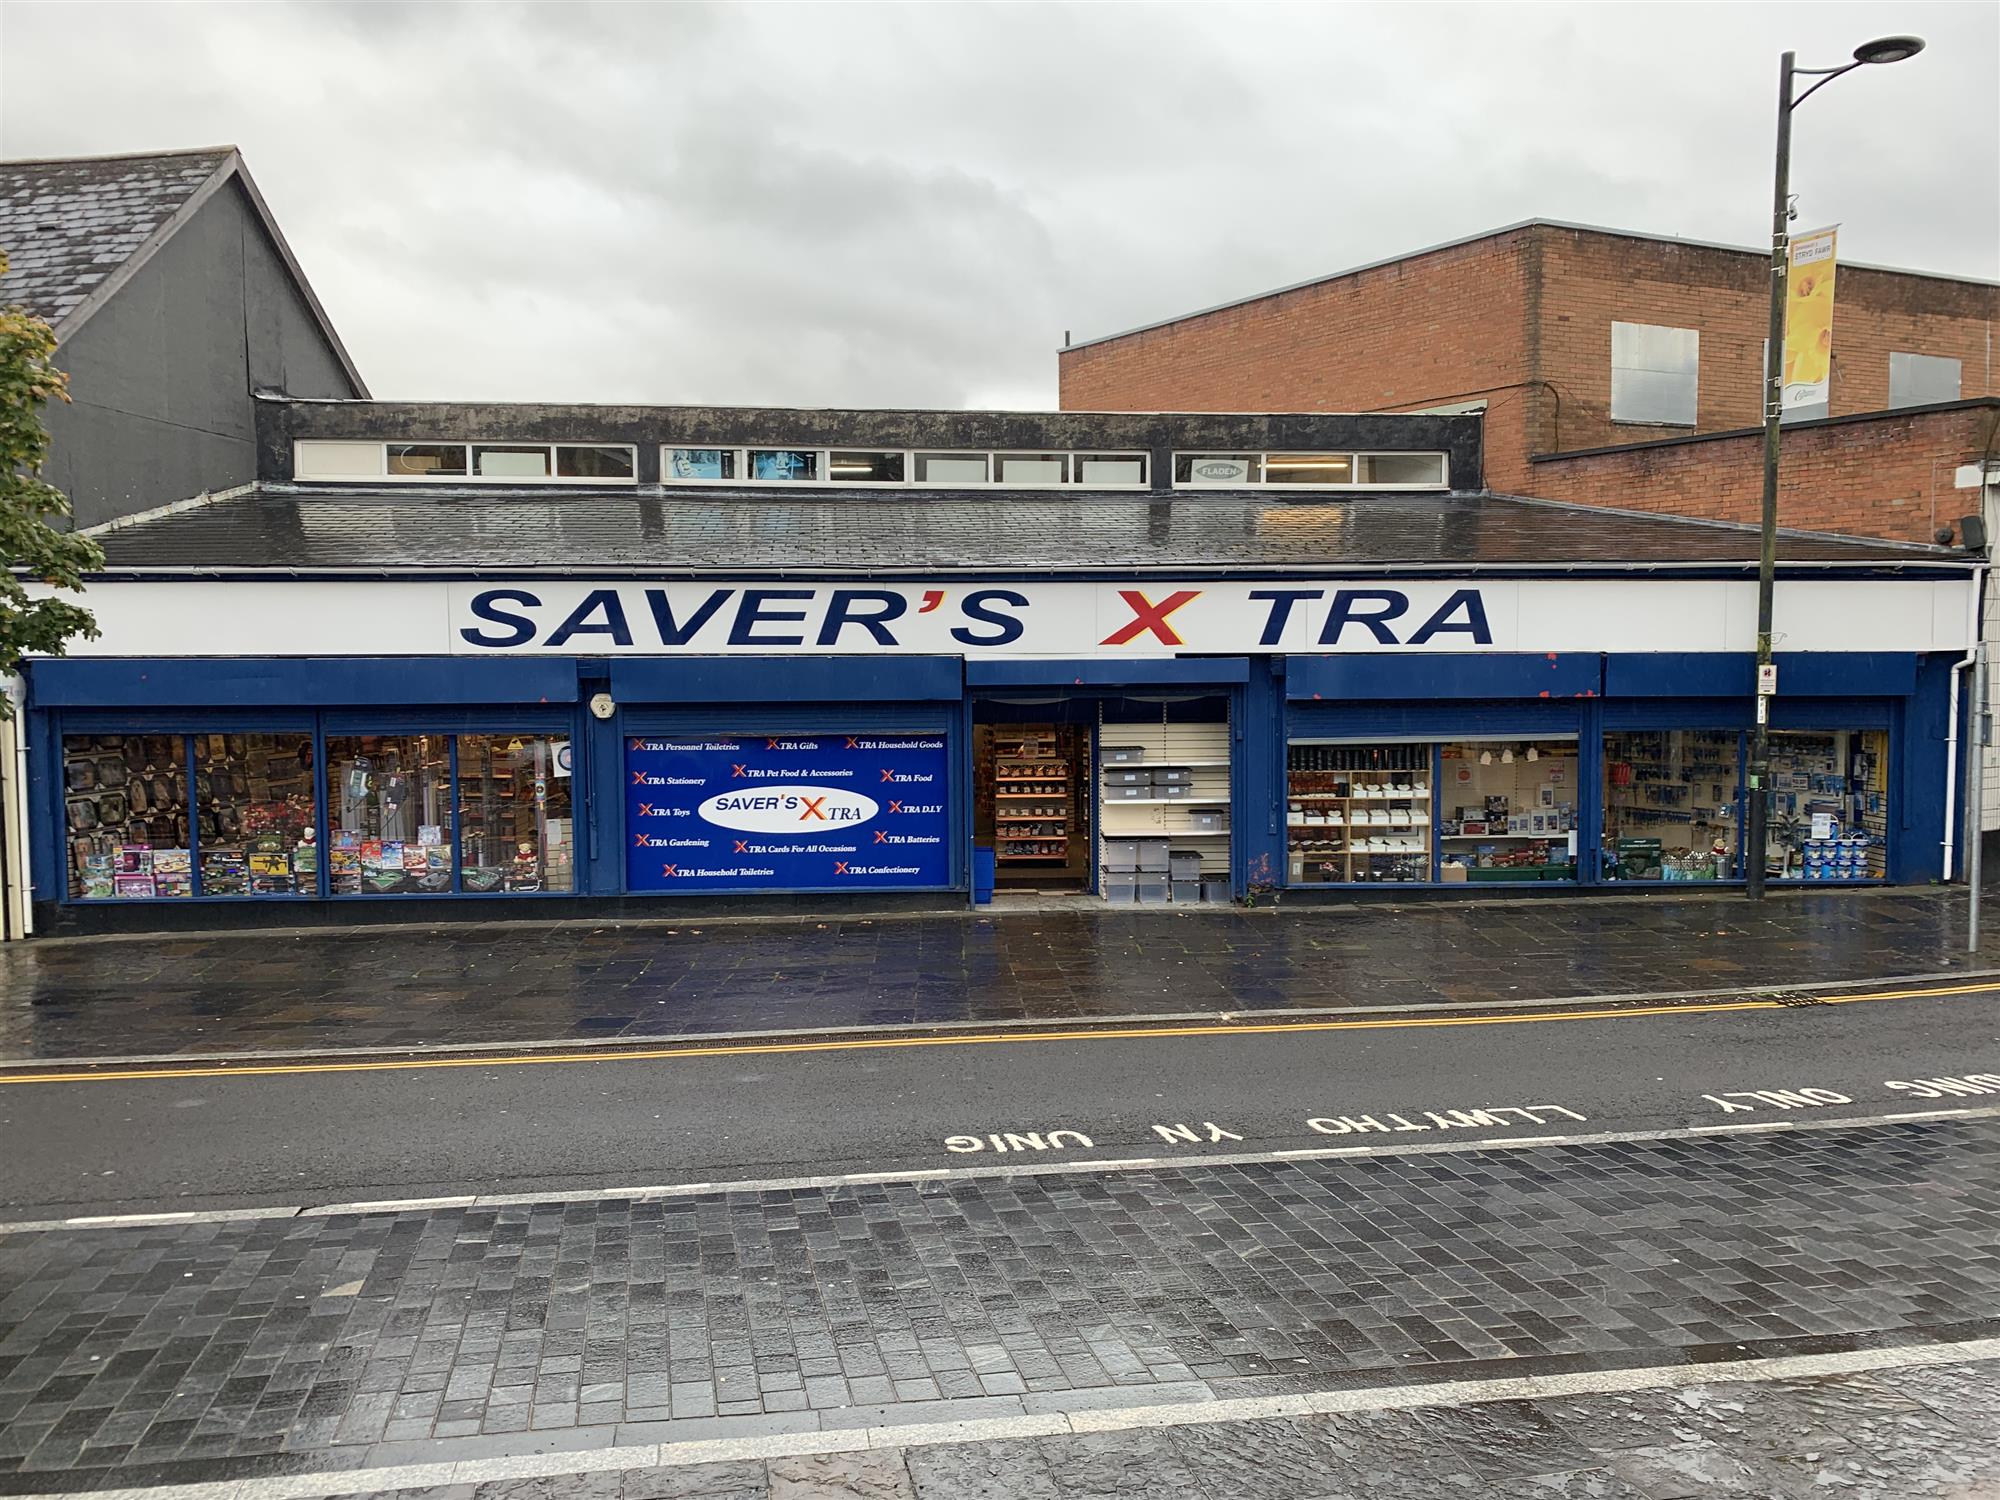 STRYD FAWR
FLADEN
SAVER'S X TRA
XTRA Personnel Toiletries
XTRA Gifts
XTRA Household Goods
XTRA Stationery
XTRA Pet Food & Accessories
XTRA Food
XTRA Toys
SAVER'S XTRA
XTRA D.I.Y
XTRA Gardening
XTRA Cards For All Occasions
XTRA Batteries
XTRA Household Toiletries
XTRA Confectionery
LLWYTHO YN UNIG
ONLY